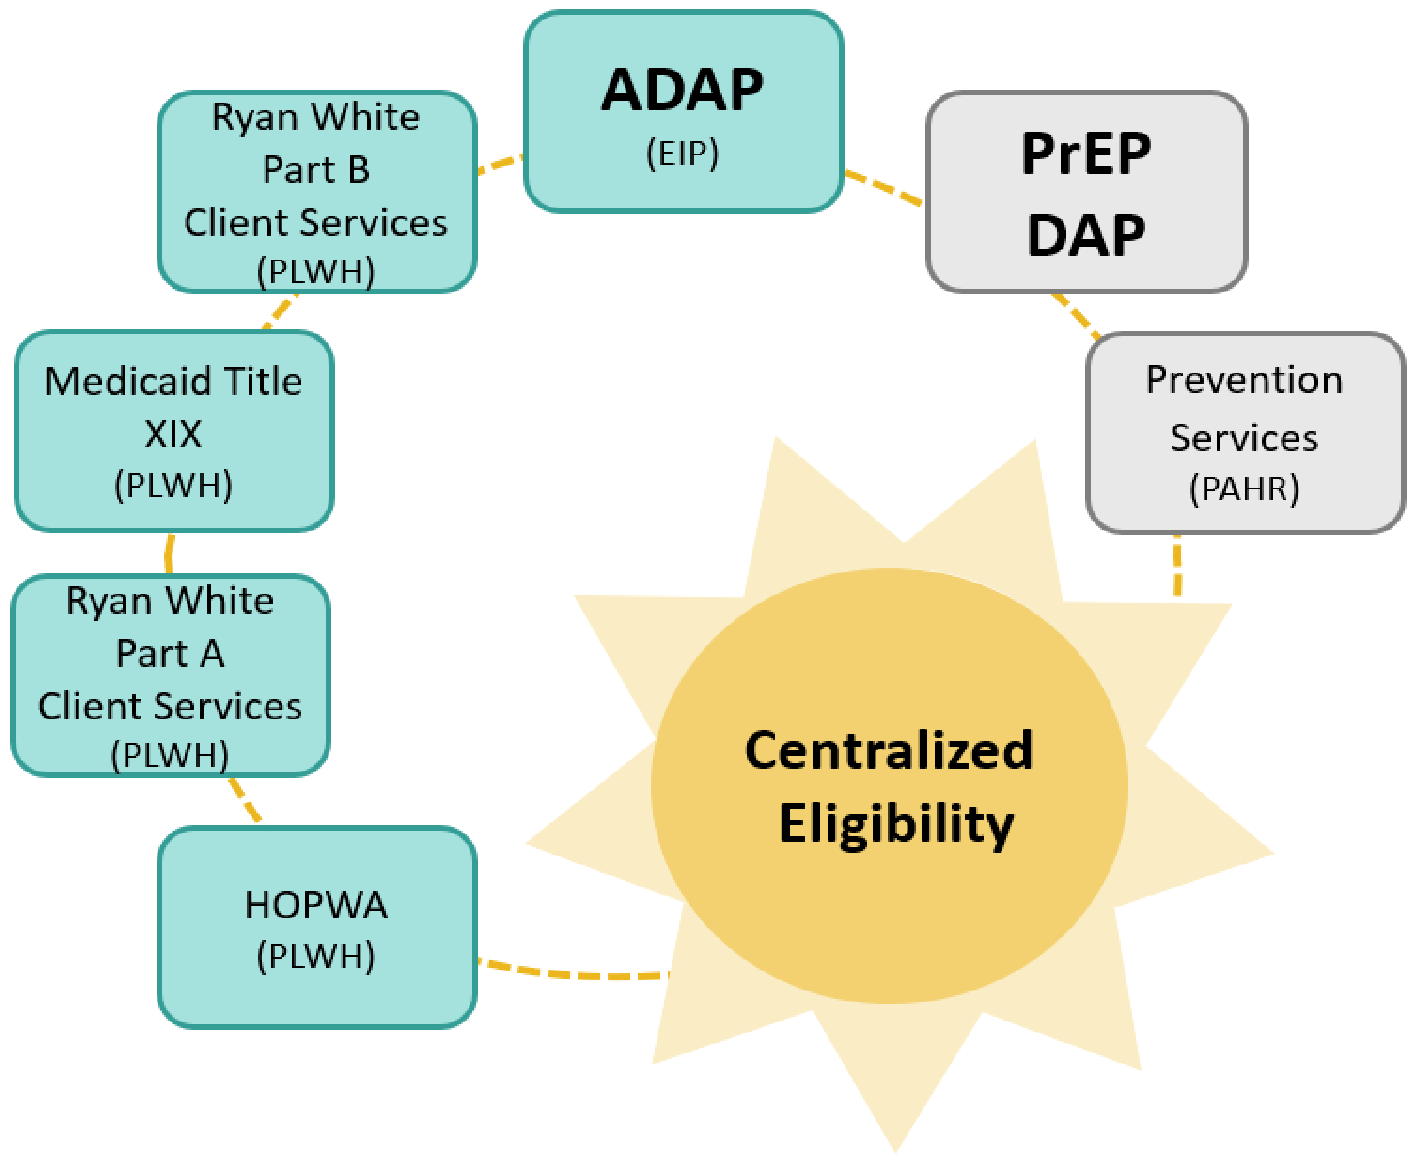 ADAP
(EIP)
Ryan White
Part B
Client Services
(PLWH)
PrEP
DAP
Medicaid Title
XIX
(PLWH)
Prevention
Services
(PAHR)
Ryan White
Part A
Client Services
(PLWH)
Centralized
Eligibility
HOPWA
(PLWH)